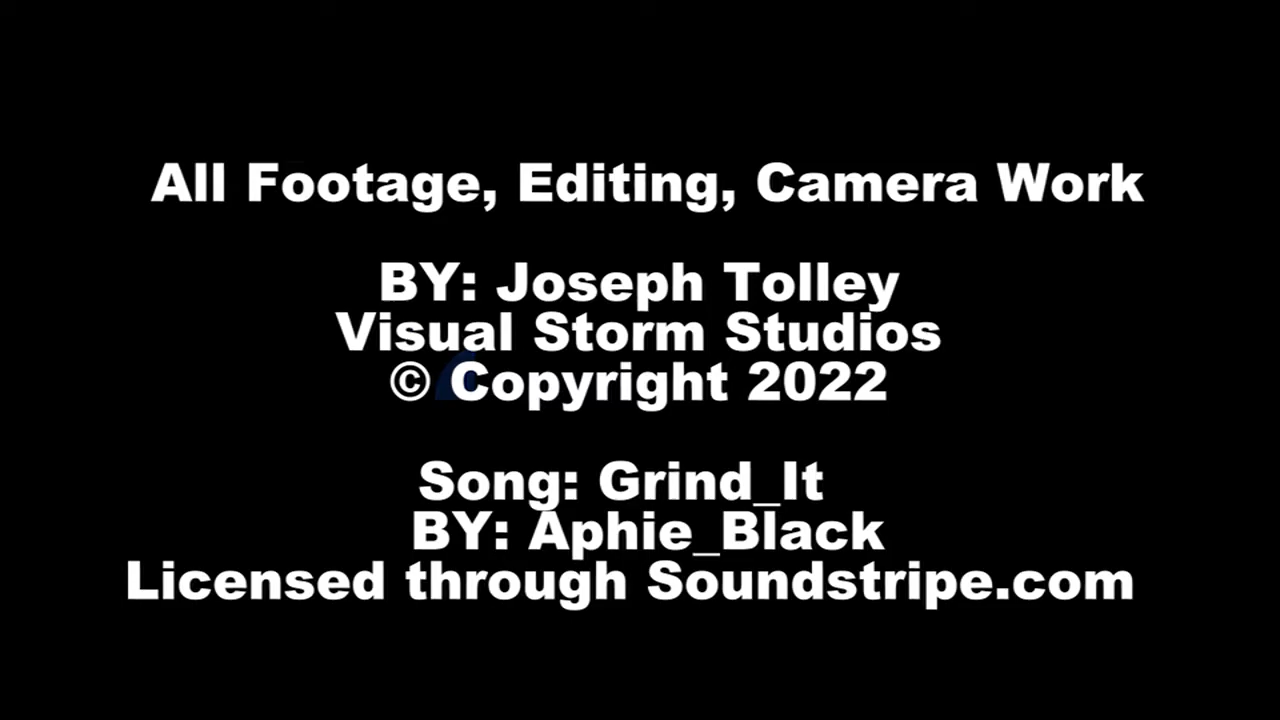 All Footage, Editing, Camera Work
BY: Joseph Tolley
Visual Storm Studios
© Copyright 2022
Song: Grind_It
BY: Aphie_Black
Licensed through Soundstripe.com